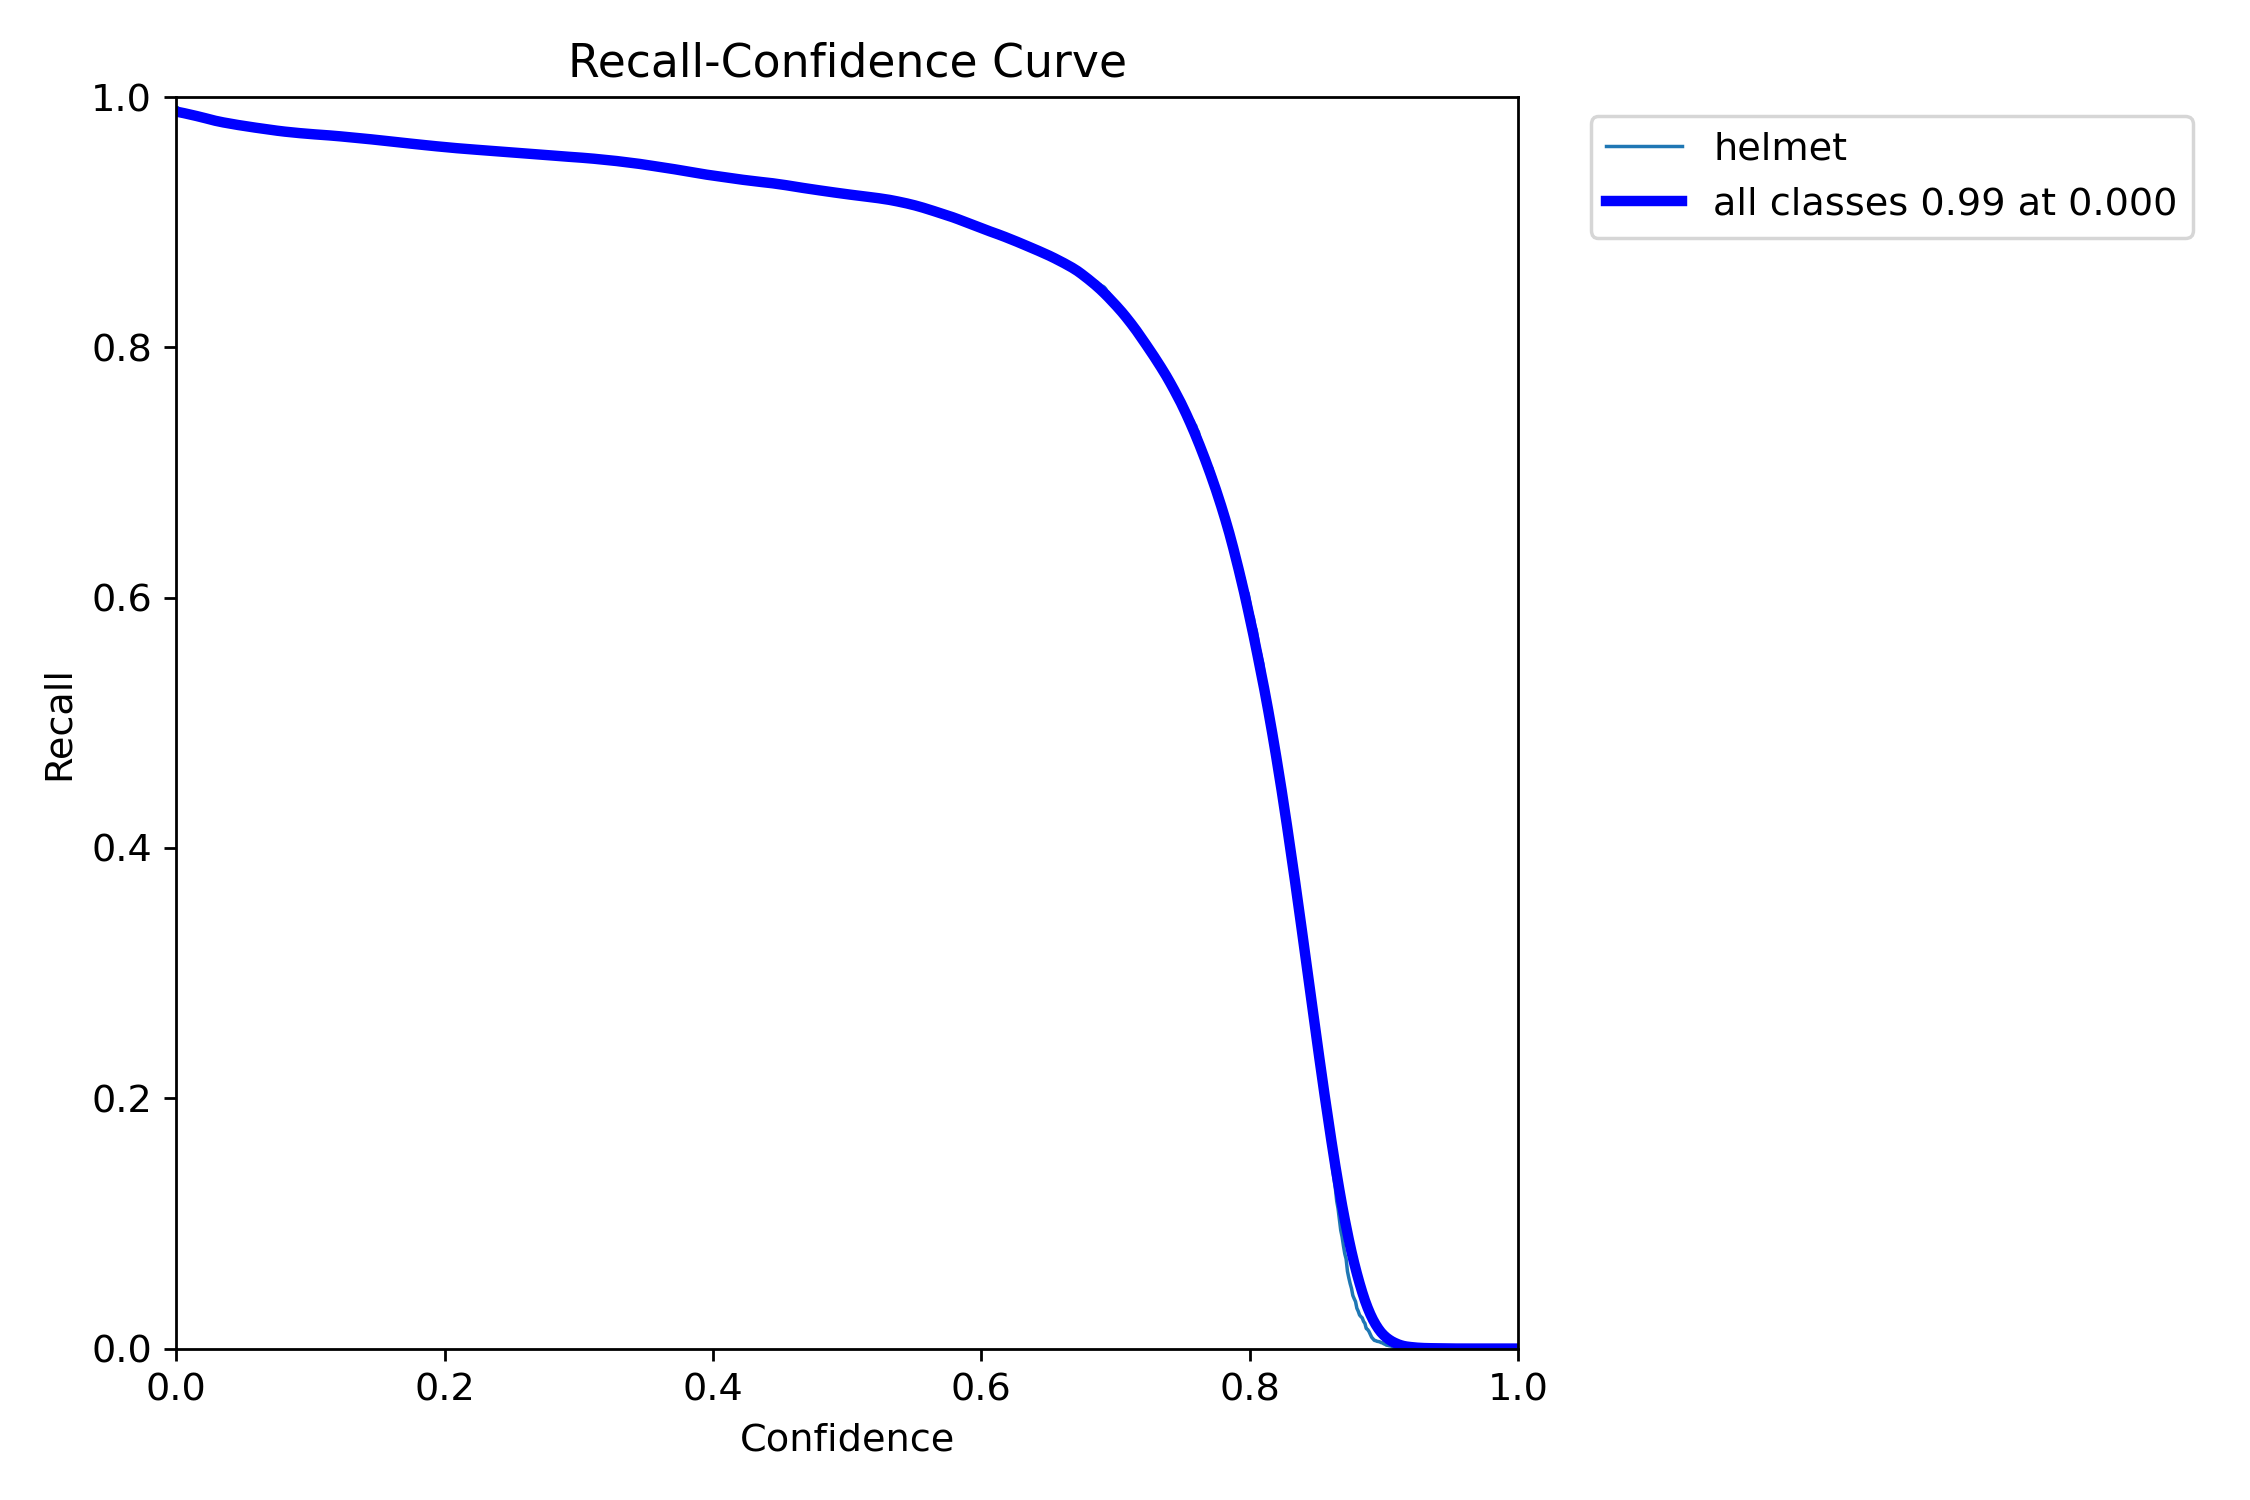 Recall-Confidence Curve
helmet
all classes 0.99 at 0.000
1.0
0.8
0.6
0.4
0.2
0.0
Recall
0.0 0.2 0.4 0.6 0.8 1.0
Confidence